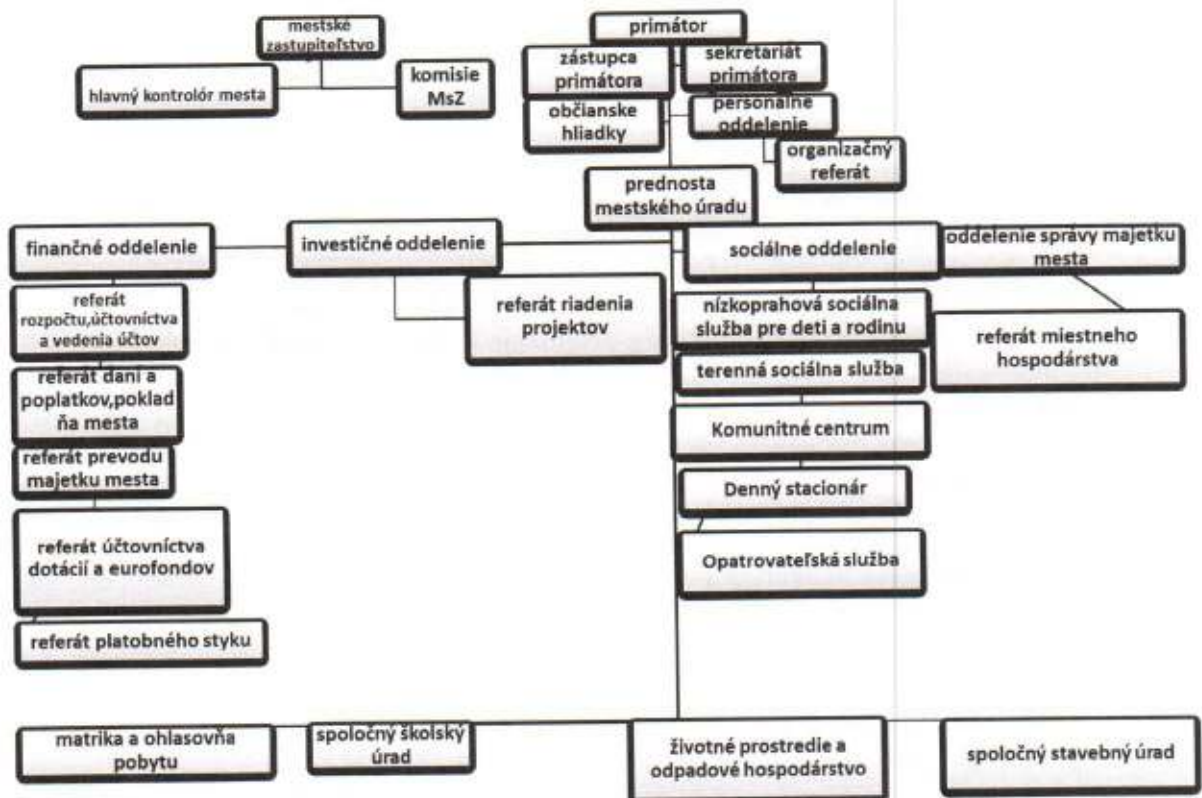 mestské
zastupiteľstvo
hlavný kontrolór mesta
komisie
MsZ
primátor
zástupca
primátora
sekretariát
primátora
občianske
hliadky
personálne
oddelenie
organizačný
referát
prednosta
mestského úradu
finančné oddelenie
investičné oddelenie
sociálne oddelenie
oddelenie správy majetku
mesta
referát
rozpočtu,účtovníctva
a vedenia účtov
referát riadenia
projektov
nízkoprahová sociálna
služba pre deti a rodinu
referát miestneho
hospodárstva
referát daní a
poplatkov,poklad
ňa mesta
terenná sociálna služba
Komunitné centrum
referát prevodu
majetku mesta
Denný stacionár
referát účtovníctva
dotácií a eurofondov
Opatrovateľská služba
referát platobného styku
matrika a ohlasovňa
pobytu
spoločný školský
úrad
životné prostredie a
odpadové hospodárstvo
spoločný stavebný úrad